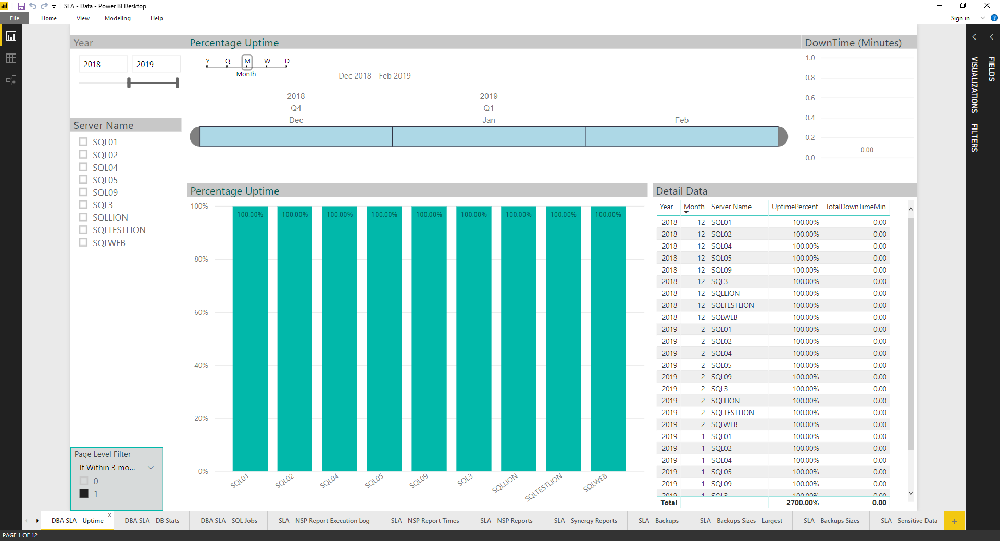 SLA - Data - Power BI Desktop
File Home View Modeling Help
Sign in
Year
2018 2019
Percentage Uptime
Y Q M W D
Month
Dec 2018 - Feb 2019
2018 2019
Q4 Q1
Dec Jan Feb
DownTime (Minutes)
1.0
0.8
0.6
0.4
0.2
0.00
0.0
VISUALIZATIONS
FILTERS
FIELDS
Server Name
SQL01
SQL02
SQL04
SQL05
SQL09
SQL3
SQLLION
SQLTESTLION
SQLWEB
Page Level Filter
If Within 3 mo...
0
1
Percentage Uptime
100%
80%
60%
40%
20%
0%
100.00% 100.00% 100.00% 100.00% 100.00% 100.00% 100.00% 100.00% 100.00%
SQL01 SQL02 SQL04 SQL05 SQL09 SQL3 SQLLION SQLTESTLION SQLWEB
Detail Data
Year Month Server Name UptimePercent TotalDownTimeMin
2018 12 SQL01 100.00% 0.00
2018 12 SQL02 100.00% 0.00
2018 12 SQL04 100.00% 0.00
2018 12 SQL05 100.00% 0.00
2018 12 SQL09 100.00% 0.00
2018 12 SQL3 100.00% 0.00
2018 12 SQLLION 100.00% 0.00
2018 12 SQLTESTLION 100.00% 0.00
2018 12 SQLWEB 100.00% 0.00
2019 2 SQL01 100.00% 0.00
2019 2 SQL02 100.00% 0.00
2019 2 SQL04 100.00% 0.00
2019 2 SQL05 100.00% 0.00
2019 2 SQL09 100.00% 0.00
2019 2 SQL3 100.00% 0.00
2019 2 SQLLION 100.00% 0.00
2019 2 SQLTESTLION 100.00% 0.00
2019 2 SQLWEB 100.00% 0.00
2019 1 SQL01 100.00% 0.00
2019 1 SQL02 100.00% 0.00
2019 1 SQL04 100.00% 0.00
2019 1 SQL05 100.00% 0.00
2019 1 SQL09 100.00% 0.00
2019 1 SQL3 100.00% 0.00
Total 2700.00% 0.00
DBA SLA - Uptime x DBA SLA - DB Stats DBA SLA - SQL Jobs SLA - NSP Report Execution Log SLA - NSP Report Times SLA - NSP Reports SLA - Synergy Reports SLA - Backups SLA - Backups Sizes - Largest SLA - Backups Sizes SLA - Sensitive Data +
PAGE 1 OF 12